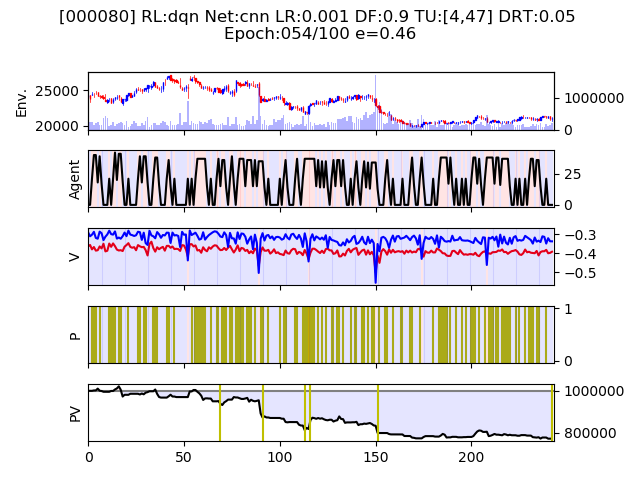 [000080] RL:dqn Net:cnn LR:0.001 DF:0.9 TU:[4,47] DRT:0.05
Epoch:054/100 e=0.46
Env.
25000
20000
1000000
0
Agent
25
0
V
−0.3
−0.4
−0.5
P
1
0
PV
1000000
800000
0
50
100
150
200